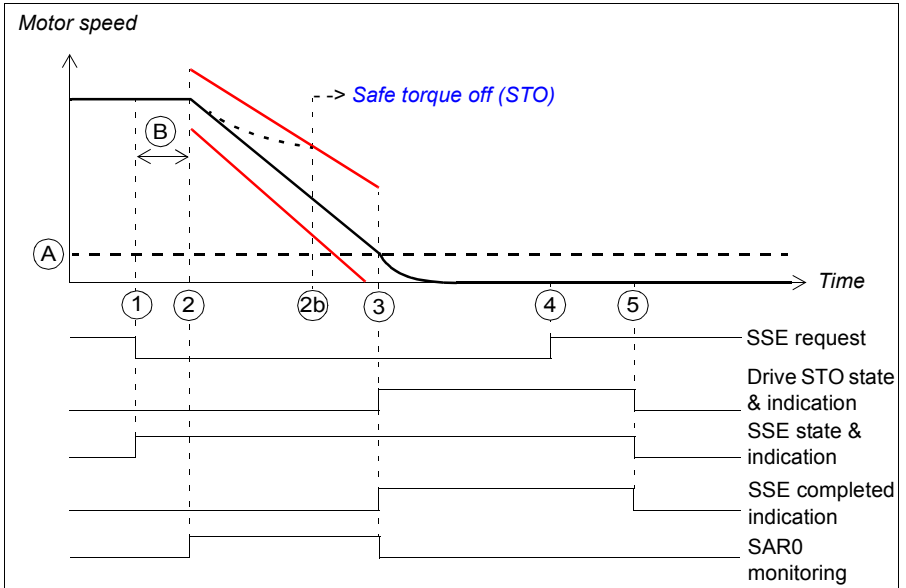 Motor speed
Safe torque off (STO)
B
A
Time
1 2 2b 3 4 5
SSE request
Drive STO state
& indication
SSE state &
indication
SSE completed
indication
SAR0
monitoring